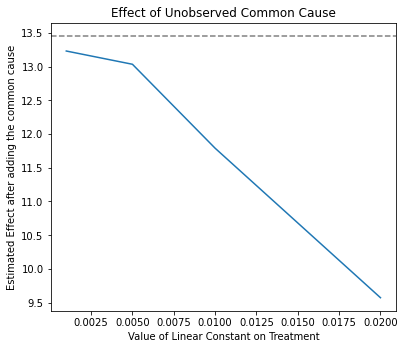 Effect of Unobserved Common Cause
Estimated Effect after adding the common cause
13.5
13.0
12.5
12.0
11.5
11.0
10.5
10.0
9.5
0.0025 0.0050 0.0075 0.0100 0.0125 0.0150 0.0175 0.0200
Value of Linear Constant on Treatment